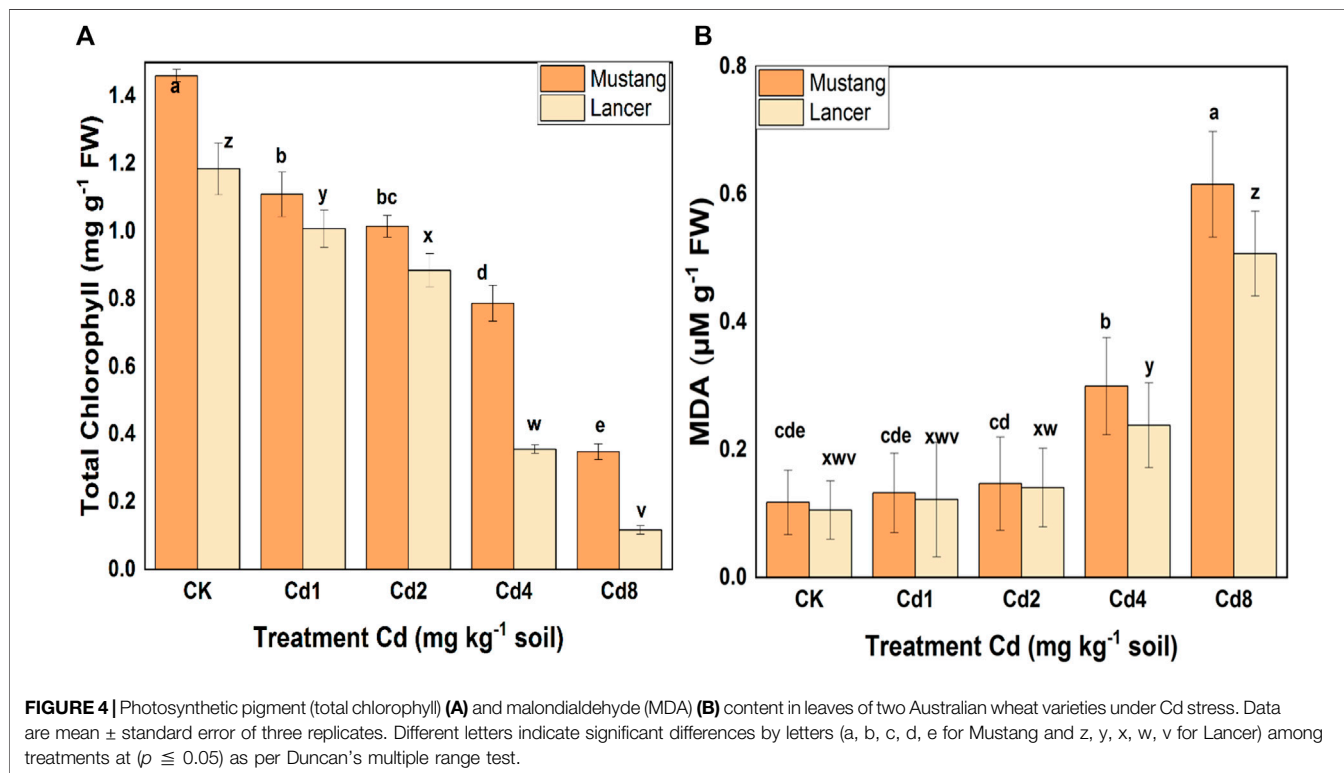 A
Total Chlorophyll (mg g⁻¹ FW)
1.4
1.2
1.0
0.8
0.6
0.4
0.2
0.0
Mustang
Lancer
a
z
b
y
bc
x
d
w
e
v
CK Cd1 Cd2 Cd4 Cd8
Treatment Cd (mg kg⁻¹ soil)
B
MDA (µM g⁻¹ FW)
0.8
0.6
0.4
0.2
0.0
Mustang
Lancer
cde
xwv
cde
xwv
cd
xw
b
y
a
z
CK Cd1 Cd2 Cd4 Cd8
Treatment Cd (mg kg⁻¹ soil)
FIGURE 4 | Photosynthetic pigment (total chlorophyll) (A) and malondialdehyde (MDA) (B) content in leaves of two Australian wheat varieties under Cd stress. Data
are mean ± standard error of three replicates. Different letters indicate significant differences by letters (a, b, c, d, e for Mustang and z, y, x, w, v for Lancer) among
treatments at (p ≦ 0.05) as per Duncan’s multiple range test.